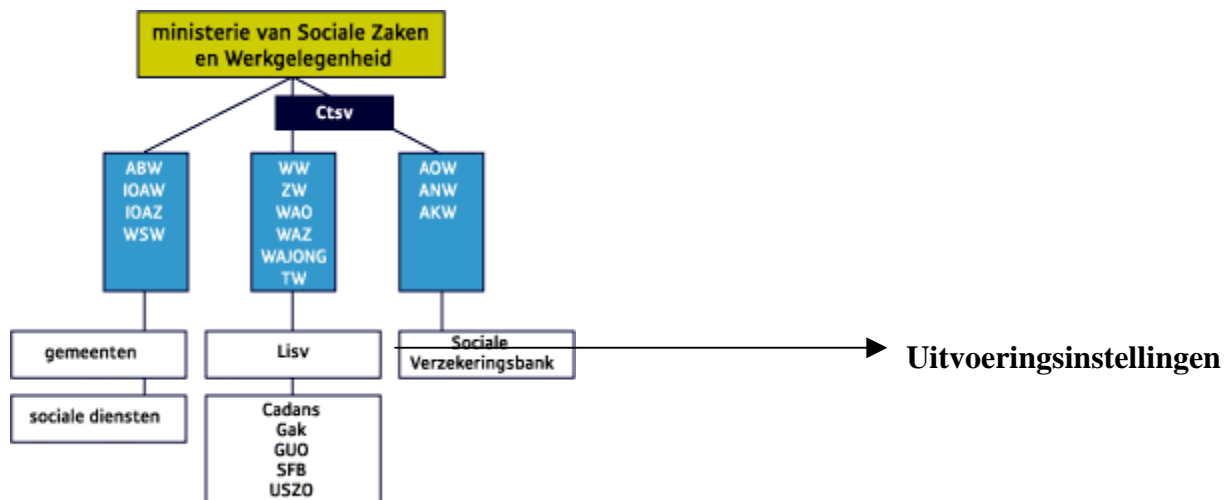 ministerie van Sociale Zaken
en Werkgelegenheid
Ctsv
ABW
IOAW
IOAZ
WSW
WW
ZW
WAO
WAZ
WAJONG
TW
AOW
ANW
AKW
gemeenten
Lisv
Sociale
Verzekeringsbank
Uitvoeringsinstellingen
sociale diensten
Cadans
Gak
GUO
SFB
USZO